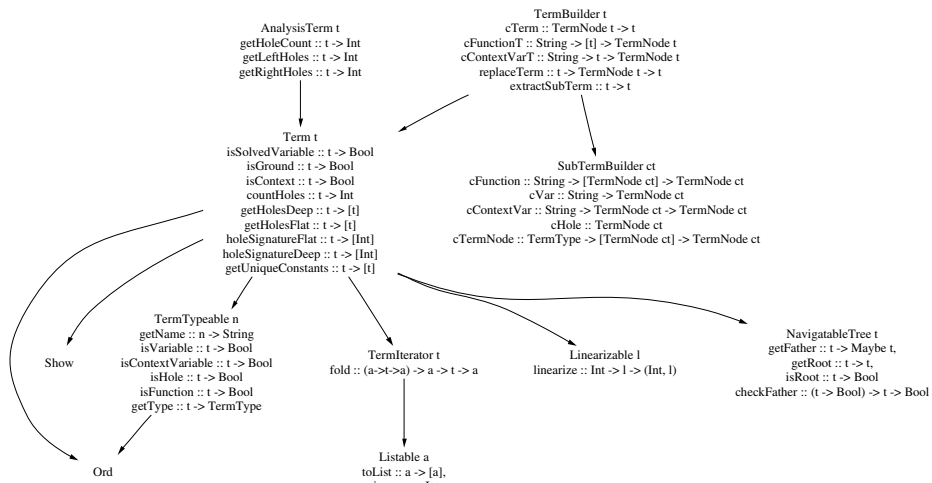 AnalysisTerm t
getHoleCount :: t -> Int
getLeftHoles :: t -> Int
getRightHoles :: t -> Int
TermBuilder t
cTerm :: TermNode t -> t
cFunctionT :: String -> [t] -> TermNode t
cContextVarT :: String -> t -> TermNode t
replaceTerm :: t -> TermNode t -> t
extractSubTerm :: t -> t
Term t
isSolvedVariable :: t -> Bool
isGround :: t -> Bool
isContext :: t -> Bool
countHoles :: t -> Int
getHolesDeep :: t -> [t]
getHolesFlat :: t -> [t]
holeSignatureFlat :: t -> [Int]
holeSignatureDeep :: t -> [Int]
getUniqueConstants :: t -> [t]
SubTermBuilder ct
cFunction :: String -> [TermNode ct] -> TermNode ct
cVar :: String -> TermNode ct
cContextVar :: String -> TermNode ct -> TermNode ct
cHole :: TermNode ct
cTermNode :: TermType -> [TermNode ct] -> TermNode ct
Show
TermTypeable n
getName :: n -> String
isVariable :: t -> Bool
isContextVariable :: t -> Bool
isHole :: t -> Bool
isFunction :: t -> Bool
getType :: t -> TermType
TermIterator t
fold :: (a->t->a) -> a -> t -> a
Linearizable l
linearize :: Int -> l -> (Int, l)
NavigatableTree t
getFather :: t -> Maybe t,
getRoot :: t -> t,
isRoot :: t -> Bool
checkFather :: (t -> Bool) -> t -> Bool
Ord
Listable a
toList :: a -> [a],